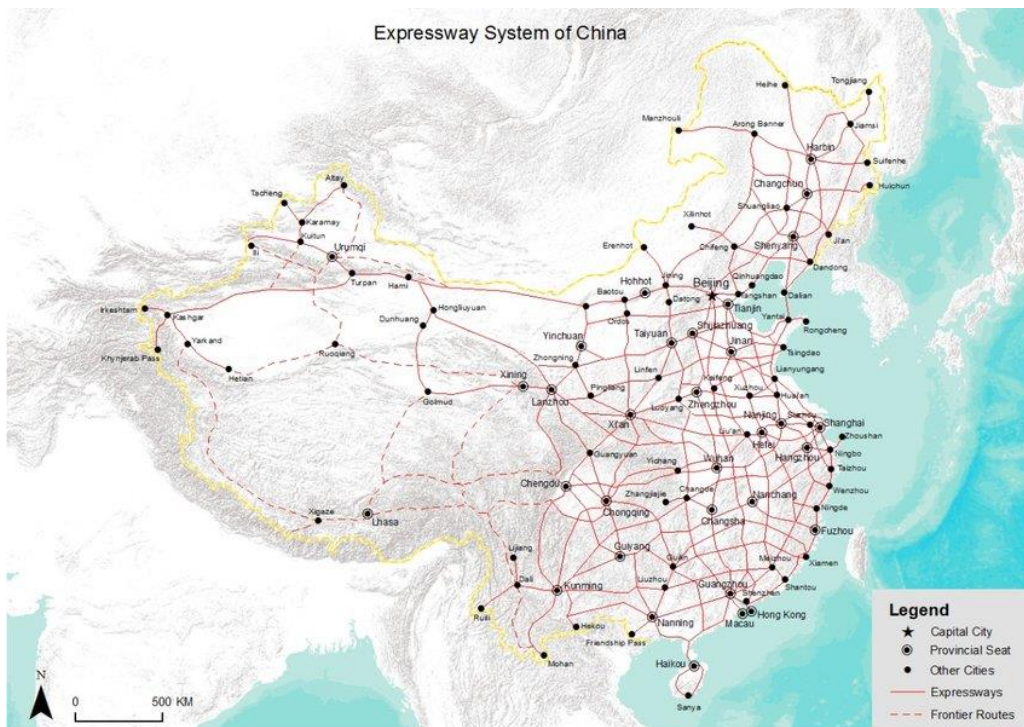 Expressway System of China
Heihe
Tongjiang
Manzhouli
Arong Banner
Jiamsi
Harbin
Suifenhe
Changchun
Huichun
Altay
Tacheng
Shuangliao
Karamay
Xilinhot
Kuitun
Shenyang
Ji'an
Ili
Urumqi
Erenhot
Chifeng
Dandong
Turpan
Hami
Hohhot
Jining
Beijing
Qinhuangdao
Baotou
Datong
Tangshan
Tianjin
Dalian
Irkeshtam
Kashgar
Hongliuyuan
Ordos
Yantai
Rongcheng
Dunhuang
Yinchuan
Taiyuan
Shijiazhuang
Jinan
Yarkand
Khynjerab Pass
Ruoqiang
Zhongning
Tsingdao
Hetian
Linfen
Lianyungang
Xining
Lanzhou
Pingliang
Kaifeng
Xuzhou
Golmud
Luoyang
Zhengzhou
Huai'an
Xi'an
Nanjing
Shanghai
Lu'an
Hefei
Zhoushan
Guangyuan
Hangzhou
Ningbo
Yichang
Wuhan
Taizhou
Chengdu
Wenzhou
Zhangjiajie
Changde
Nanchang
Chongqing
Changsha
Ningde
Xigaze
Lhasa
Fuzhou
Guiyang
Lijiang
Guilin
Meizhou
Xiamen
Dali
Kunming
Liuzhou
Guangzhou
Shenzhen
Shantou
Ruili
Nanning
Macau
Hong Kong
Hekou
Friendship Pass
Mohan
Haikou
Sanya
N
0
500 KM
Legend
Capital City
Provincial Seat
Other Cities
Expressways
Frontier Routes